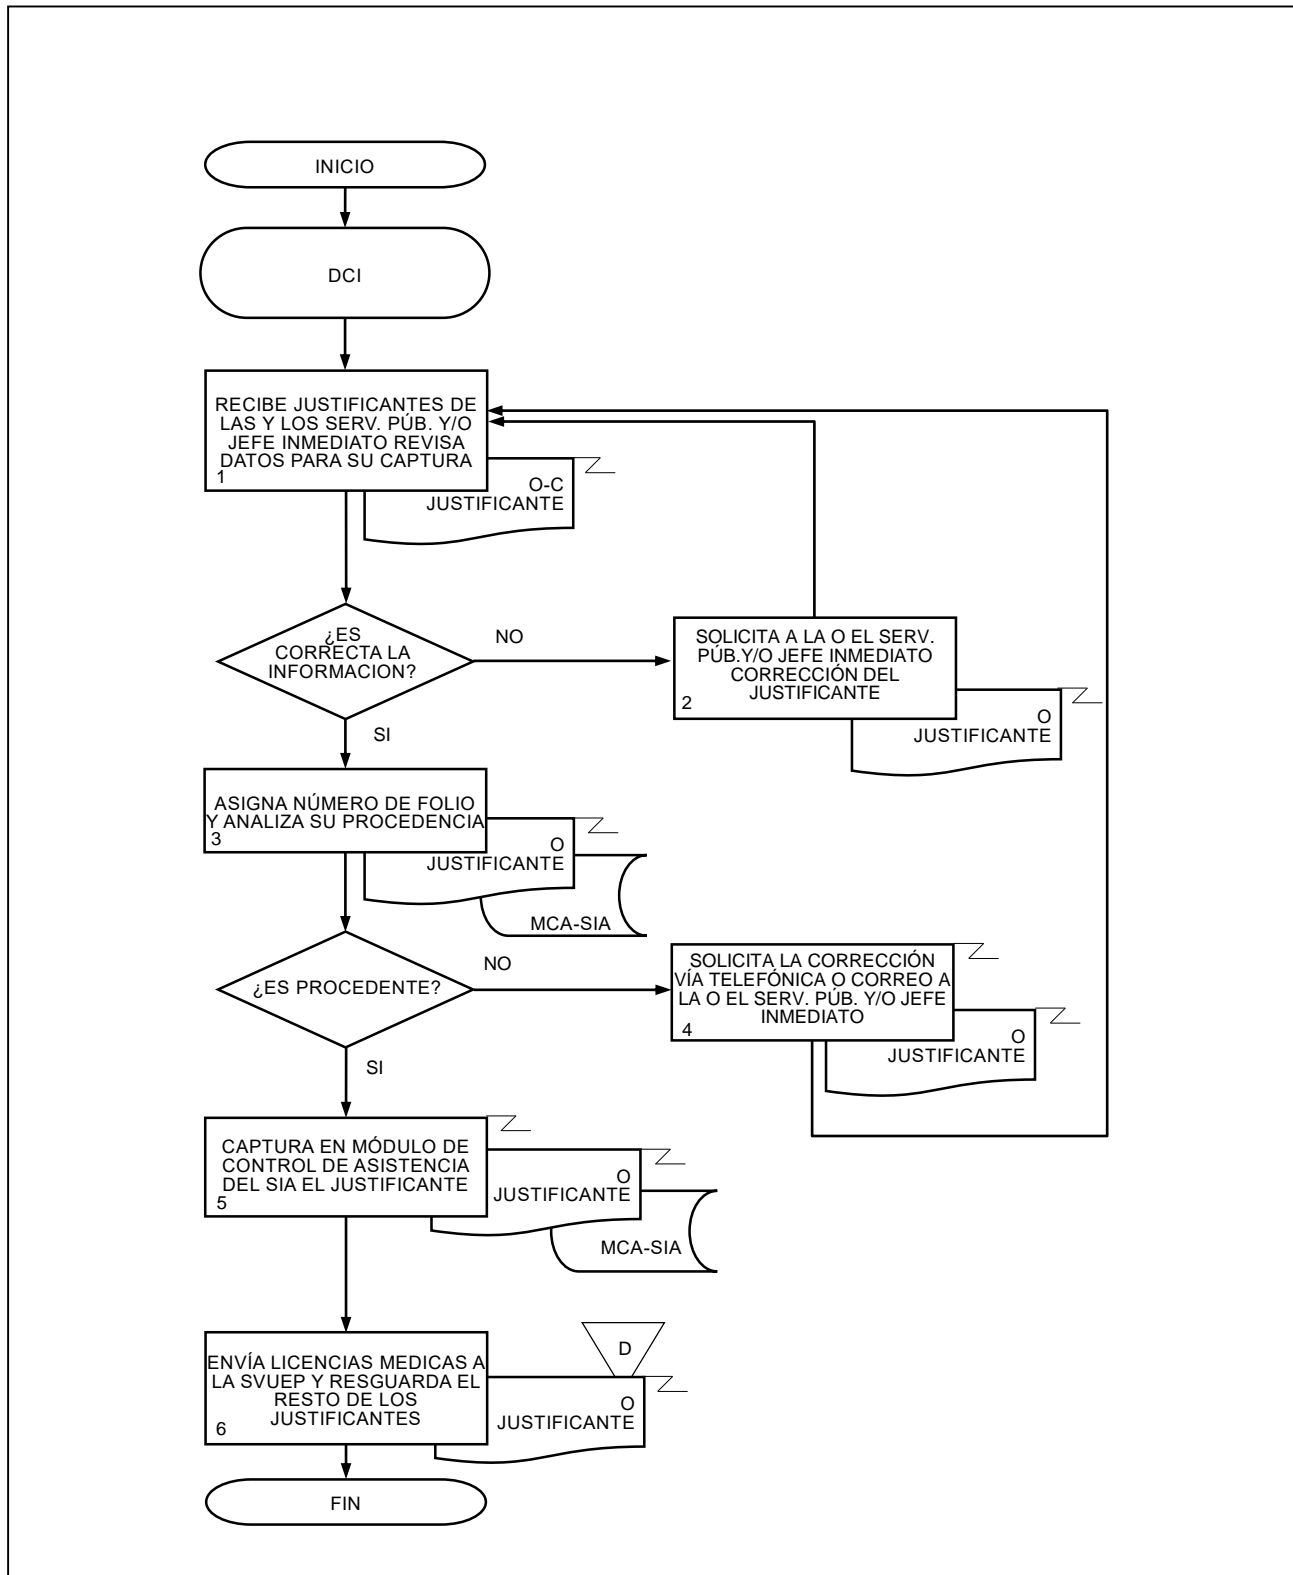 INICIO
DCI
RECIBE JUSTIFICANTES DE
LAS Y LOS SERV. PÚB. Y/O
JEFE INMEDIATO REVISA
DATOS PARA SU CAPTURA
1
O-C
JUSTIFICANTE
¿ES
CORRECTA LA
INFORMACION?
NO
SOLICITA A LA O EL SERV.
PÚB.Y/O JEFE INMEDIATO
CORRECCIÓN DEL
JUSTIFICANTE
2
O
JUSTIFICANTE
SI
ASIGNA NÚMERO DE FOLIO
Y ANALIZA SU PROCEDENCIA
3
O
JUSTIFICANTE
MCA-SIA
¿ES PROCEDENTE?
NO
SOLICITA LA CORRECCIÓN
VÍA TELEFÓNICA O CORREO A
LA O EL SERV. PÚB. Y/O JEFE
INMEDIATO
4
O
JUSTIFICANTE
SI
CAPTURA EN MÓDULO DE
CONTROL DE ASISTENCIA
DEL SIA EL JUSTIFICANTE
5
O
JUSTIFICANTE
MCA-SIA
ENVÍA LICENCIAS MEDICAS A
LA SVUEP Y RESGUARDA EL
RESTO DE LOS
JUSTIFICANTES
6
D
O
JUSTIFICANTE
FIN